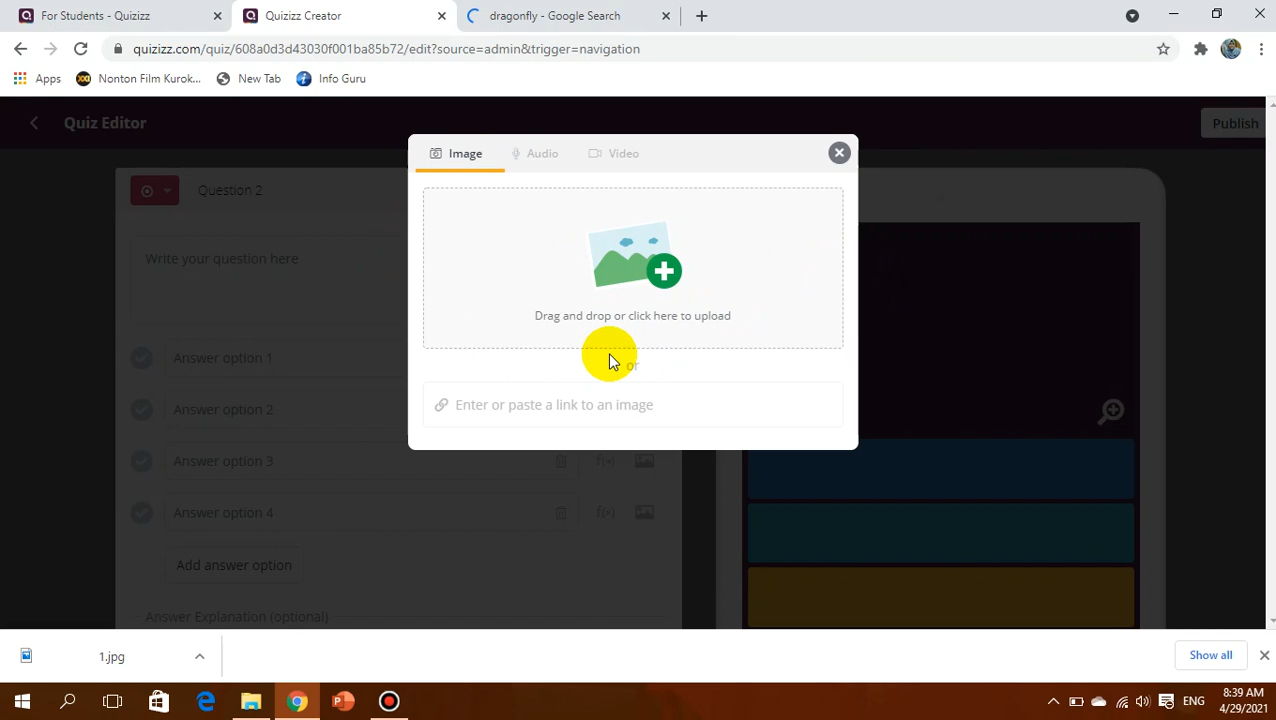 For Students - Quizizz
Quizizz Creator
dragonfly - Google Search
quizizz.com/quiz/608a0d3d43030f001ba85b72/edit?source=admin&trigger=navigation
Apps
Nonton Film Kurok...
New Tab
Info Guru
Quiz Editor
Publish
Image
Audio
Video
Question 2
Write your question here
Drag and drop or click here to upload
or
Answer option 1
Enter or paste a link to an image
Answer option 2
Answer option 3
f(×)
Answer option 4
f(×)
Add answer option
Answer Explanation (optional)
1.jpg
Show all
ENG
8:39 AM
4/29/2021